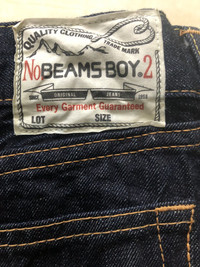 QUALITY CLOTHING
TRADE MARK
No BEAMS BOY.2
ORIGINAL JEANS
Every Garment Guaranteed
LOT SIZE